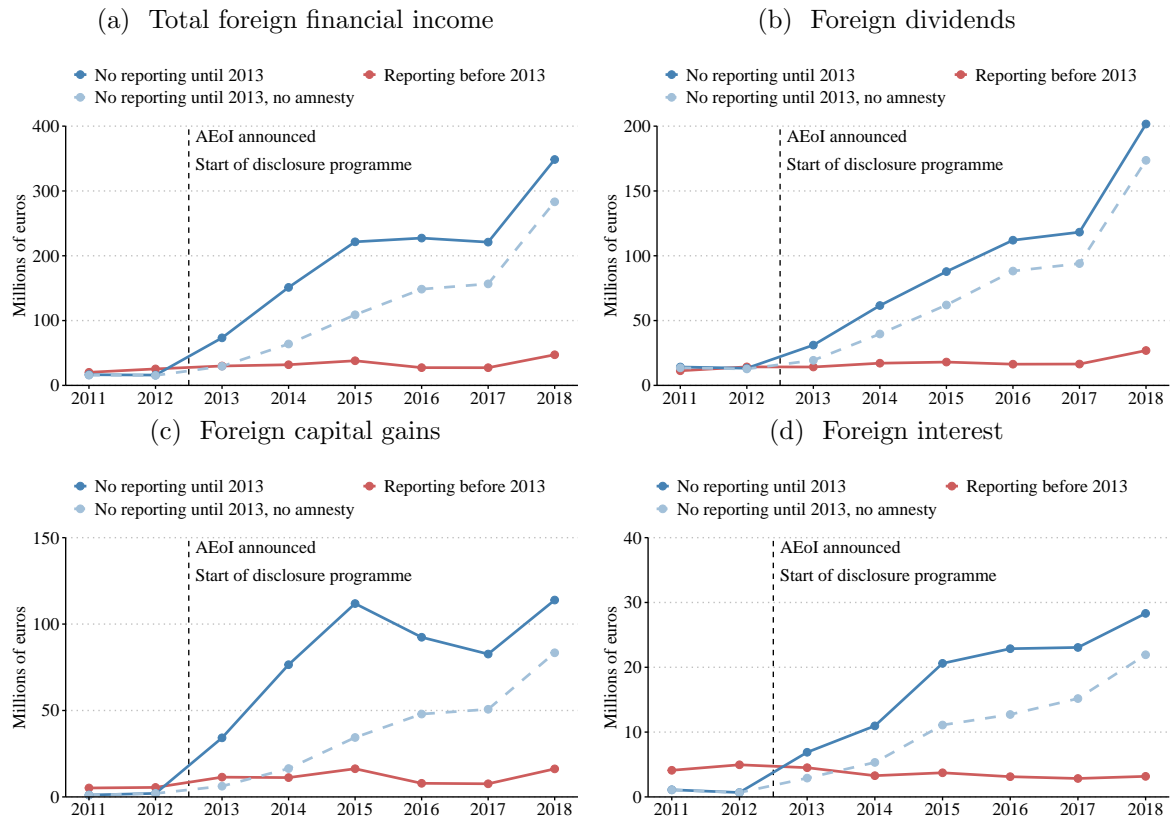 (a) Total foreign financial income
No reporting until 2013
Reporting before 2013
No reporting until 2013, no amnesty
Millions of euros
400
300
200
100
0
AEoI announced
Start of disclosure programme
2011 2012 2013 2014 2015 2016 2017 2018
(b) Foreign dividends
No reporting until 2013
Reporting before 2013
No reporting until 2013, no amnesty
Millions of euros
200
150
100
50
0
AEoI announced
Start of disclosure programme
2011 2012 2013 2014 2015 2016 2017 2018
(c) Foreign capital gains
No reporting until 2013
Reporting before 2013
No reporting until 2013, no amnesty
Millions of euros
150
100
50
0
AEoI announced
Start of disclosure programme
2011 2012 2013 2014 2015 2016 2017 2018
(d) Foreign interest
No reporting until 2013
Reporting before 2013
No reporting until 2013, no amnesty
Millions of euros
40
30
20
10
0
AEoI announced
Start of disclosure programme
2011 2012 2013 2014 2015 2016 2017 2018